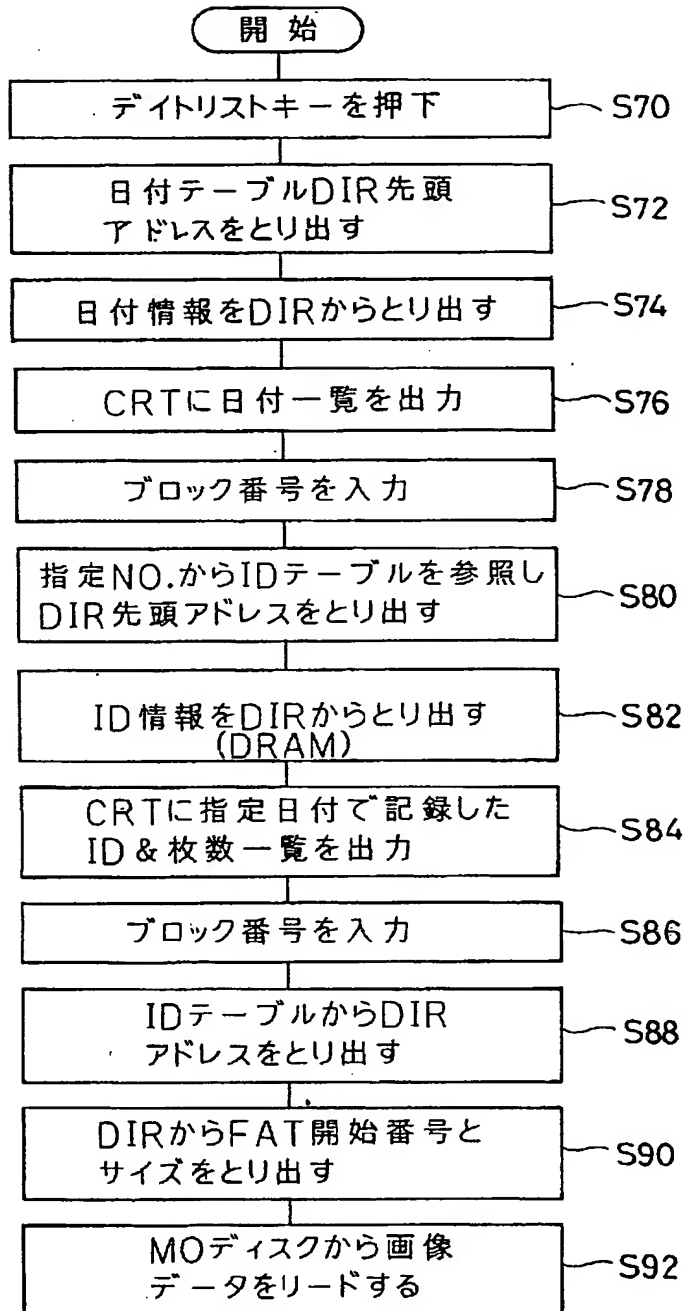 開始
デイトリストキーを押下
S70
日付テーブルDIR先頭
アドレスをとり出す
S72
日付情報をDIRからとり出す
S74
CRTに日付一覧を出力
S76
ブロック番号を入力
S78
指定NO.からIDテーブルを参照し
DIR先頭アドレスをとり出す
S80
ID情報をDIRからとり出す
(DRAM)
S82
CRTに指定日付で記録した
ID&枚数一覧を出力
S84
ブロック番号を入力
S86
IDテーブルからDIR
アドレスをとり出す
S88
DIRからFAT開始番号と
サイズをとり出す
S90
MOディスクから画像
データをリードする
S92